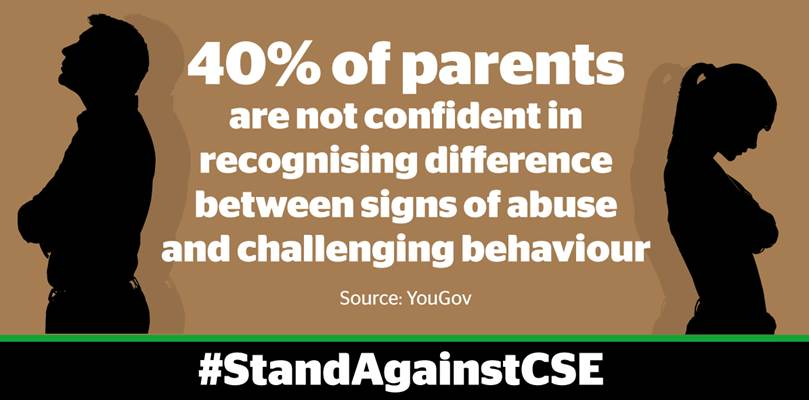 40% of parents
are not confident in
recognising difference
between signs of abuse
and challenging behaviour
Source: YouGov
#StandAgainstCSE